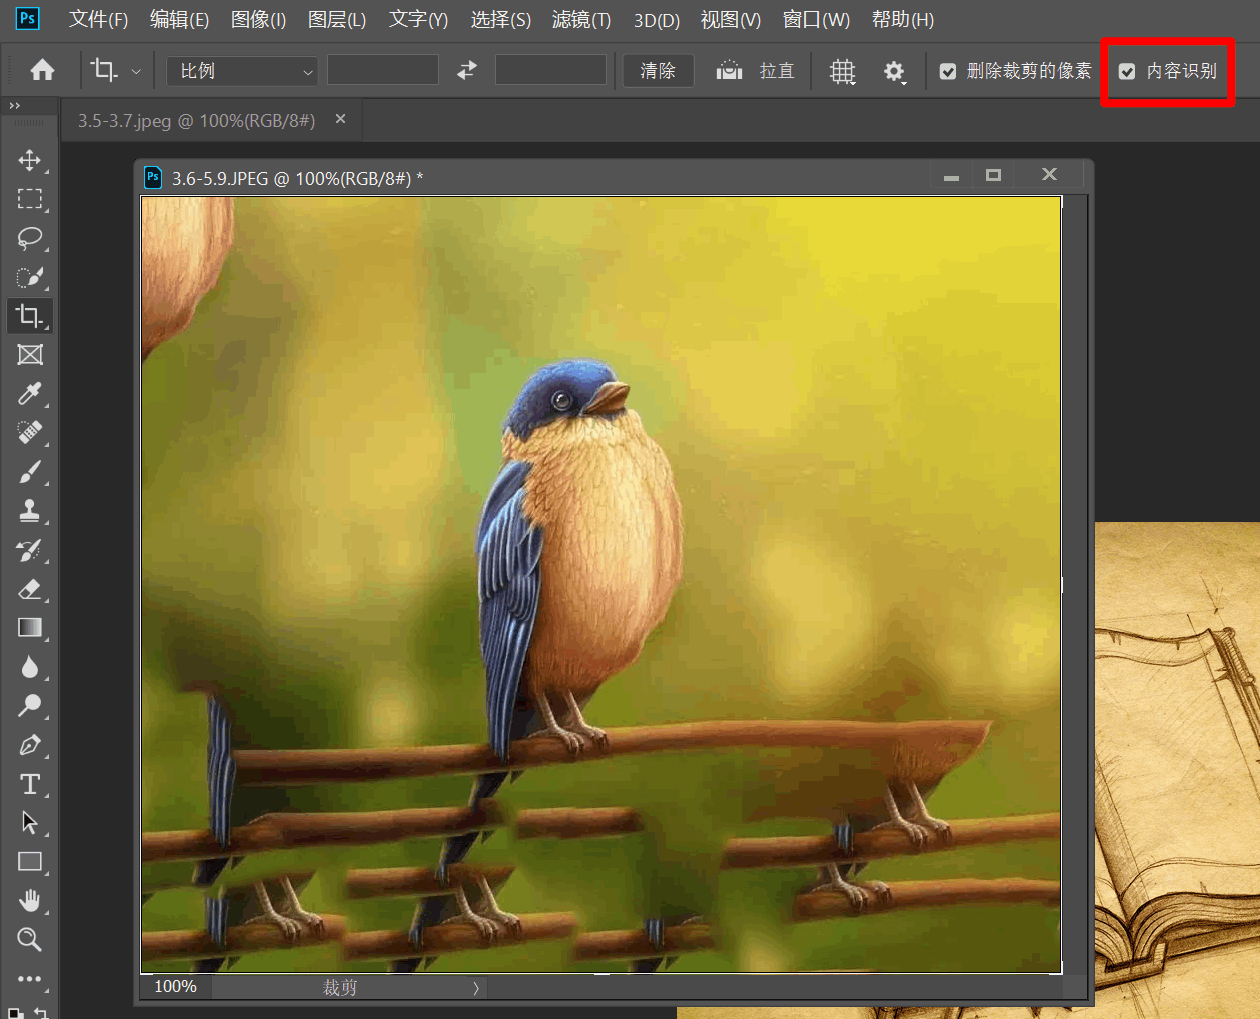 Ps 文件(F) 编辑(E) 图像(I) 图层(L) 文字(Y) 选择(S) 滤镜(T) 3D(D) 视图(V) 窗口(W) 帮助(H)
比例 清除 拉直 删除裁剪的像素 内容识别
3.5-3.7.jpeg @ 100%(RGB/8#) ×
Ps 3.6-5.9.JPEG @ 100%(RGB/8#) *
T
100% 裁剪